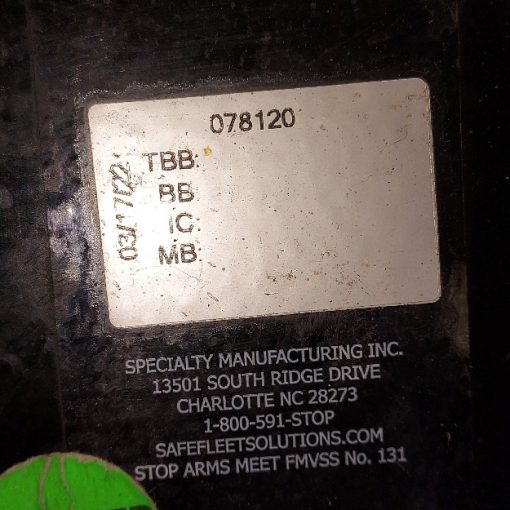 078120
03/17/22
TBB:
BB
IC:
MB:
SPECIALTY MANUFACTURING INC.
13501 SOUTH RIDGE DRIVE
CHARLOTTE NC 28273
1-800-591-STOP
SAFEFLEETSOLUTIONS.COM
STOP ARMS MEET FMVSS No. 131